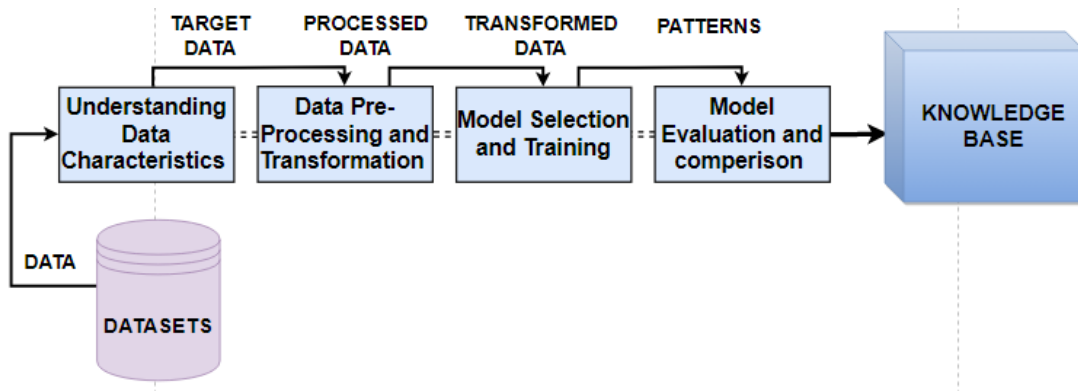 TARGET
DATA
PROCESSED
DATA
TRANSFORMED
DATA
PATTERNS
Understanding
Data
Characteristics
Data Pre-
Processing and
Transformation
Model Selection
and Training
Model
Evaluation and
comperison
KNOWLEDGE
BASE
DATA
DATASETS